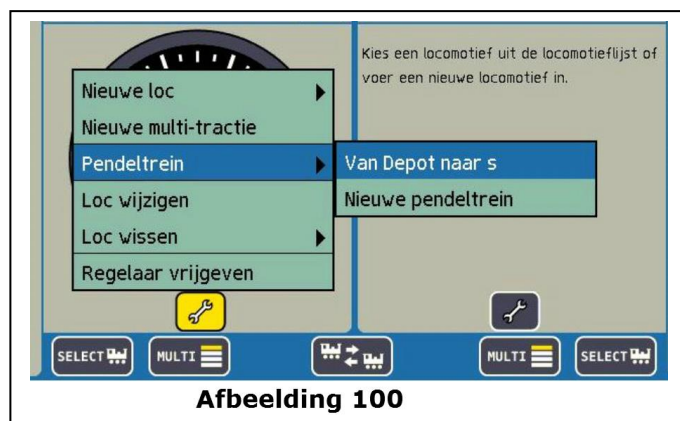 Kies een locomotief uit de locomotieflijst of
voer een nieuwe locomotief in.
Nieuwe loc
Nieuwe multi-tractie
Pendeltrein
Van Depot naar s
Nieuwe pendeltrein
Loc wijzigen
Loc wissen
Regelaar vrijgeven
SELECT
MULTI
MULTI
SELECT
Afbeelding 100